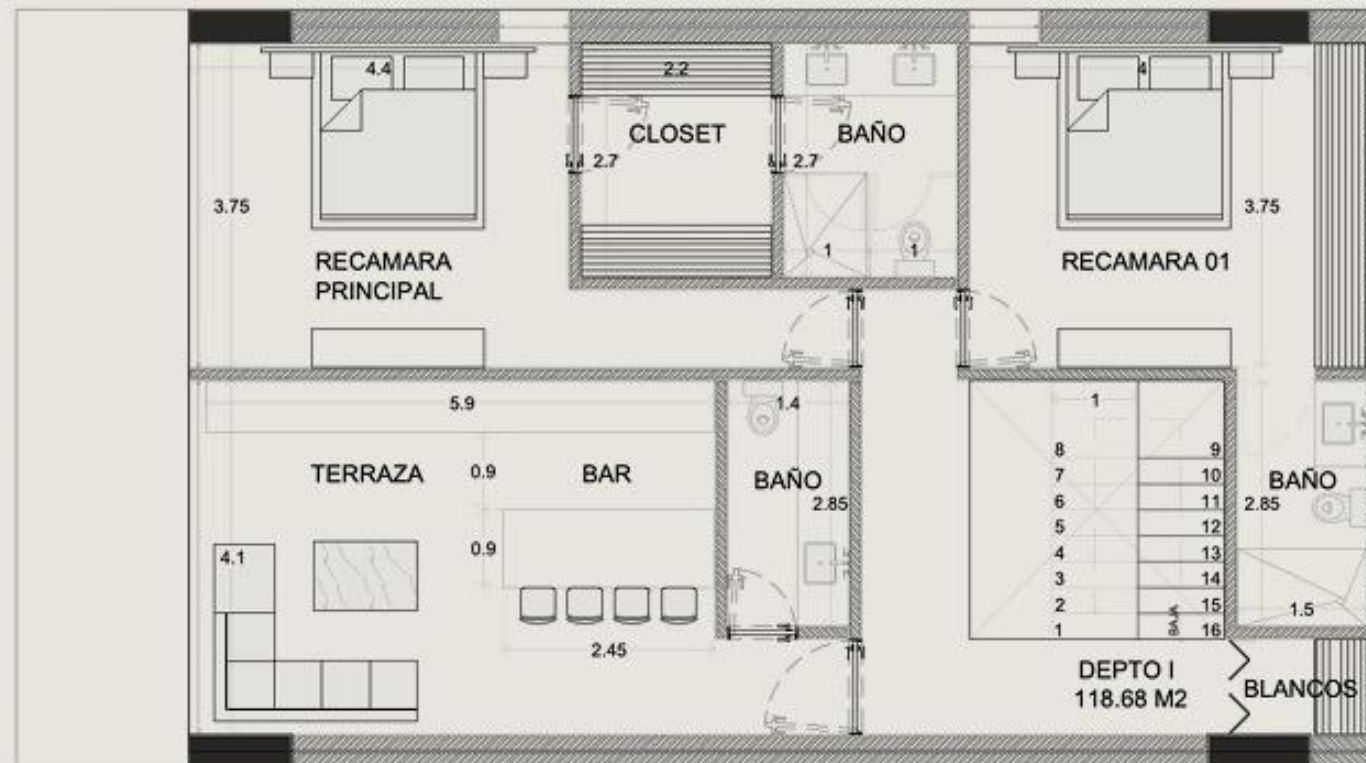 4.4
2.2
4
CLOSET
BAÑO
2.7
2.7
3.75
3.75
RECAMARA
PRINCIPAL
1
1
RECAMARA 01
5.9
1.4
1
TERRAZA
0.9
BAR
BAÑO
2.85
8
9
7
10
6
11
5
12
4
13
3
14
2
15
1
16
BAJA
BAÑO
2.85
0.9
4.1
1.5
2.45
DEPTO I
118.68 M2
BLANCOS